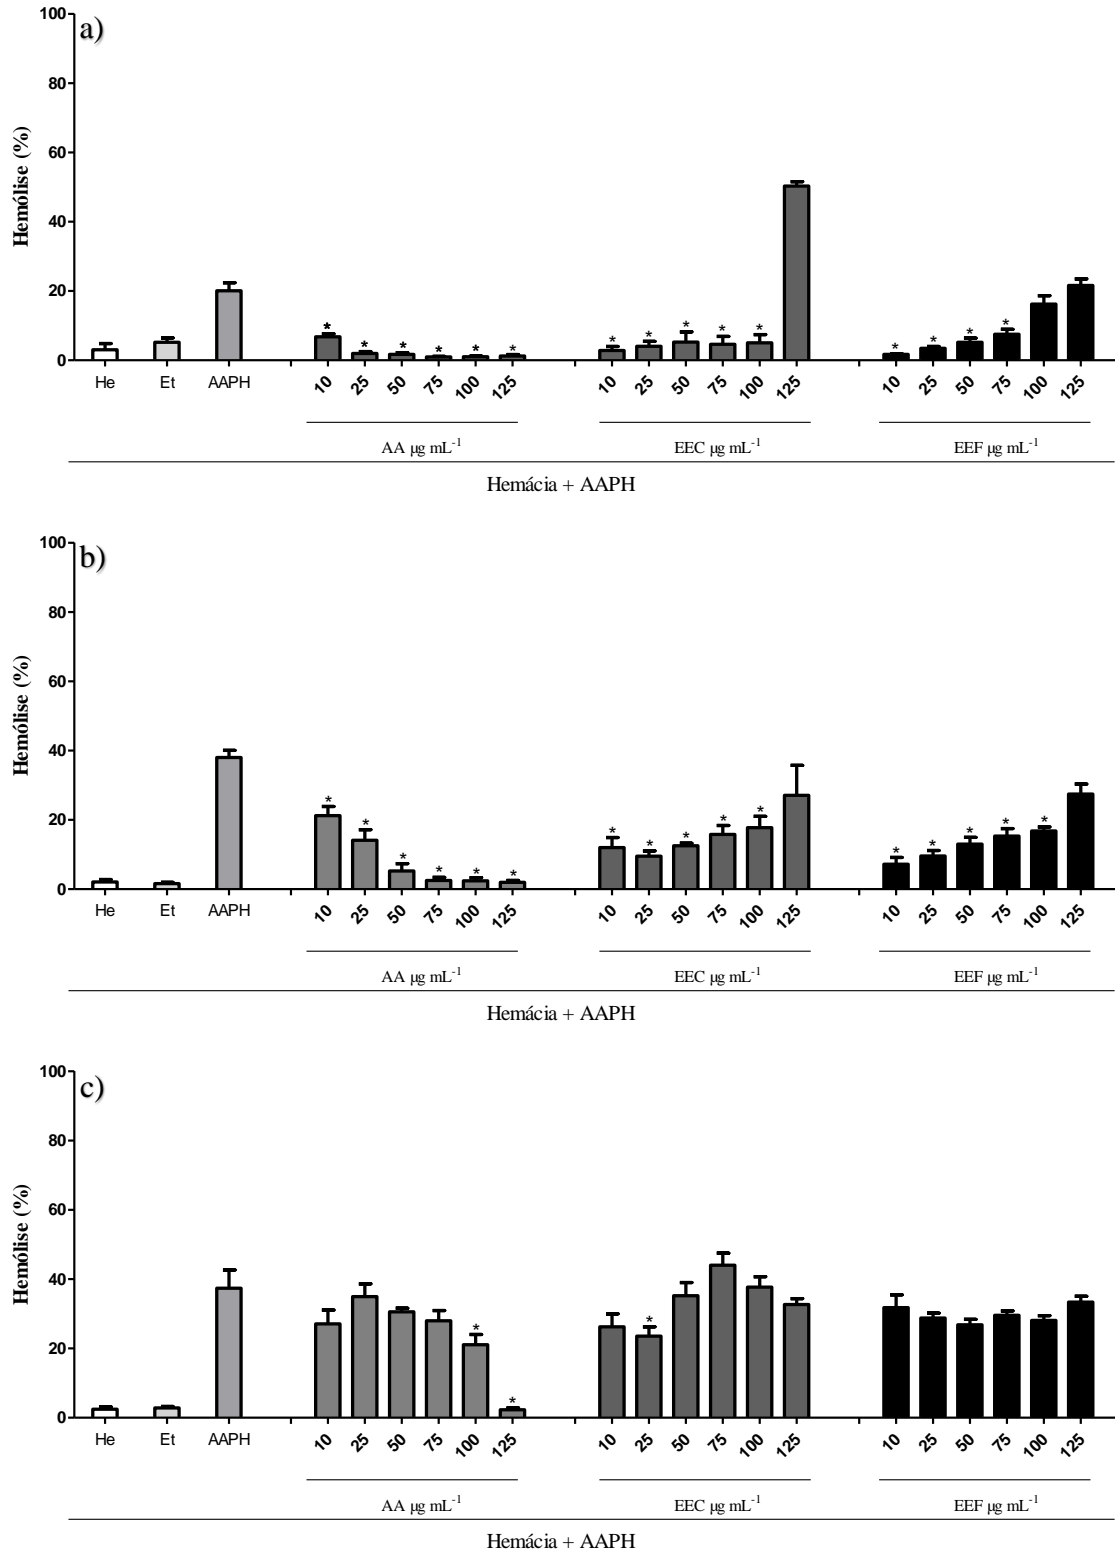 a)
Hemólise (%)
100
80
60
40
20
0
* * * * * * * * * * * * * * *
He Et AAPH 10 25 50 75 100 125 10 25 50 75 100 125 10 25 50 75 100 125
AA µg mL⁻¹ EEC µg mL⁻¹ EEF µg mL⁻¹
Hemácia + AAPH
b)
Hemólise (%)
100
80
60
40
20
0
* * * * * * * * * * * * * * * *
He Et AAPH 10 25 50 75 100 125 10 25 50 75 100 125 10 25 50 75 100 125
AA µg mL⁻¹ EEC µg mL⁻¹ EEF µg mL⁻¹
Hemácia + AAPH
c)
Hemólise (%)
100
80
60
40
20
0
* * *
He Et AAPH 10 25 50 75 100 125 10 25 50 75 100 125 10 25 50 75 100 125
AA µg mL⁻¹ EEC µg mL⁻¹ EEF µg mL⁻¹
Hemácia + AAPH